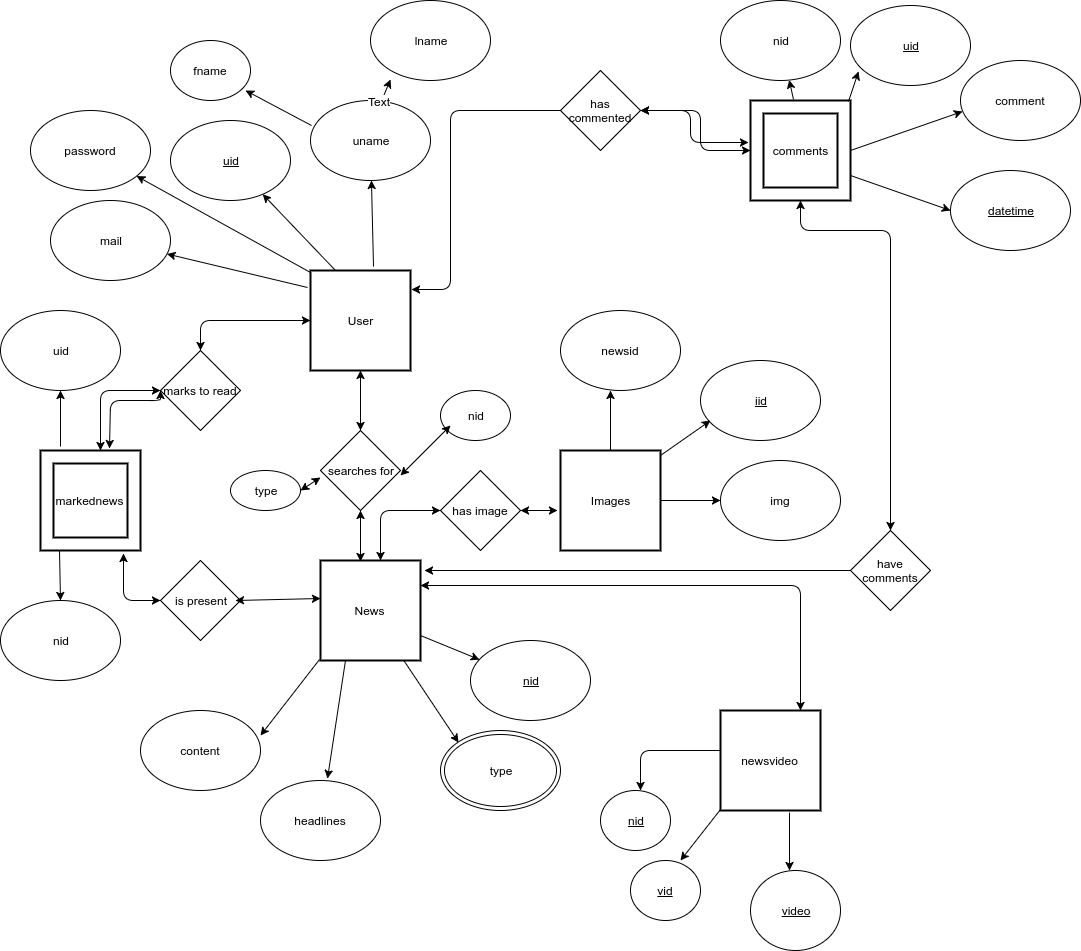 lname
nid
uid
fname
comment
Text
has
commented
uname
password
uid
comments
mail
datetime
User
uid
newsid
marks to read
iid
nid
searches for
type
markednews
has image
Images
img
have
comments
is present
News
nid
nid
content
type
newsvideo
headlines
nid
vid
video